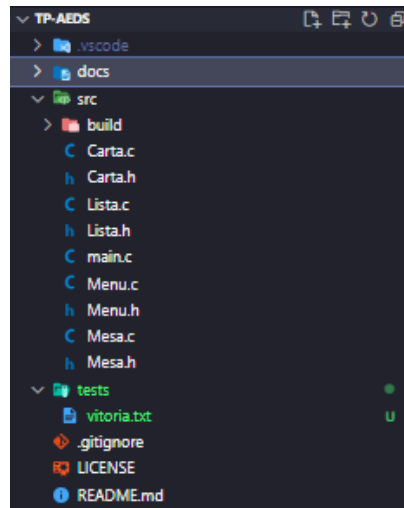 TP-AEDS
.vscode
docs
src
build
C Carta.c
h Carta.h
C Lista.c
h Lista.h
C main.c
C Menu.c
h Menu.h
C Mesa.c
h Mesa.h
tests
vitoria.txt U
.gitignore
LICENSE
README.md